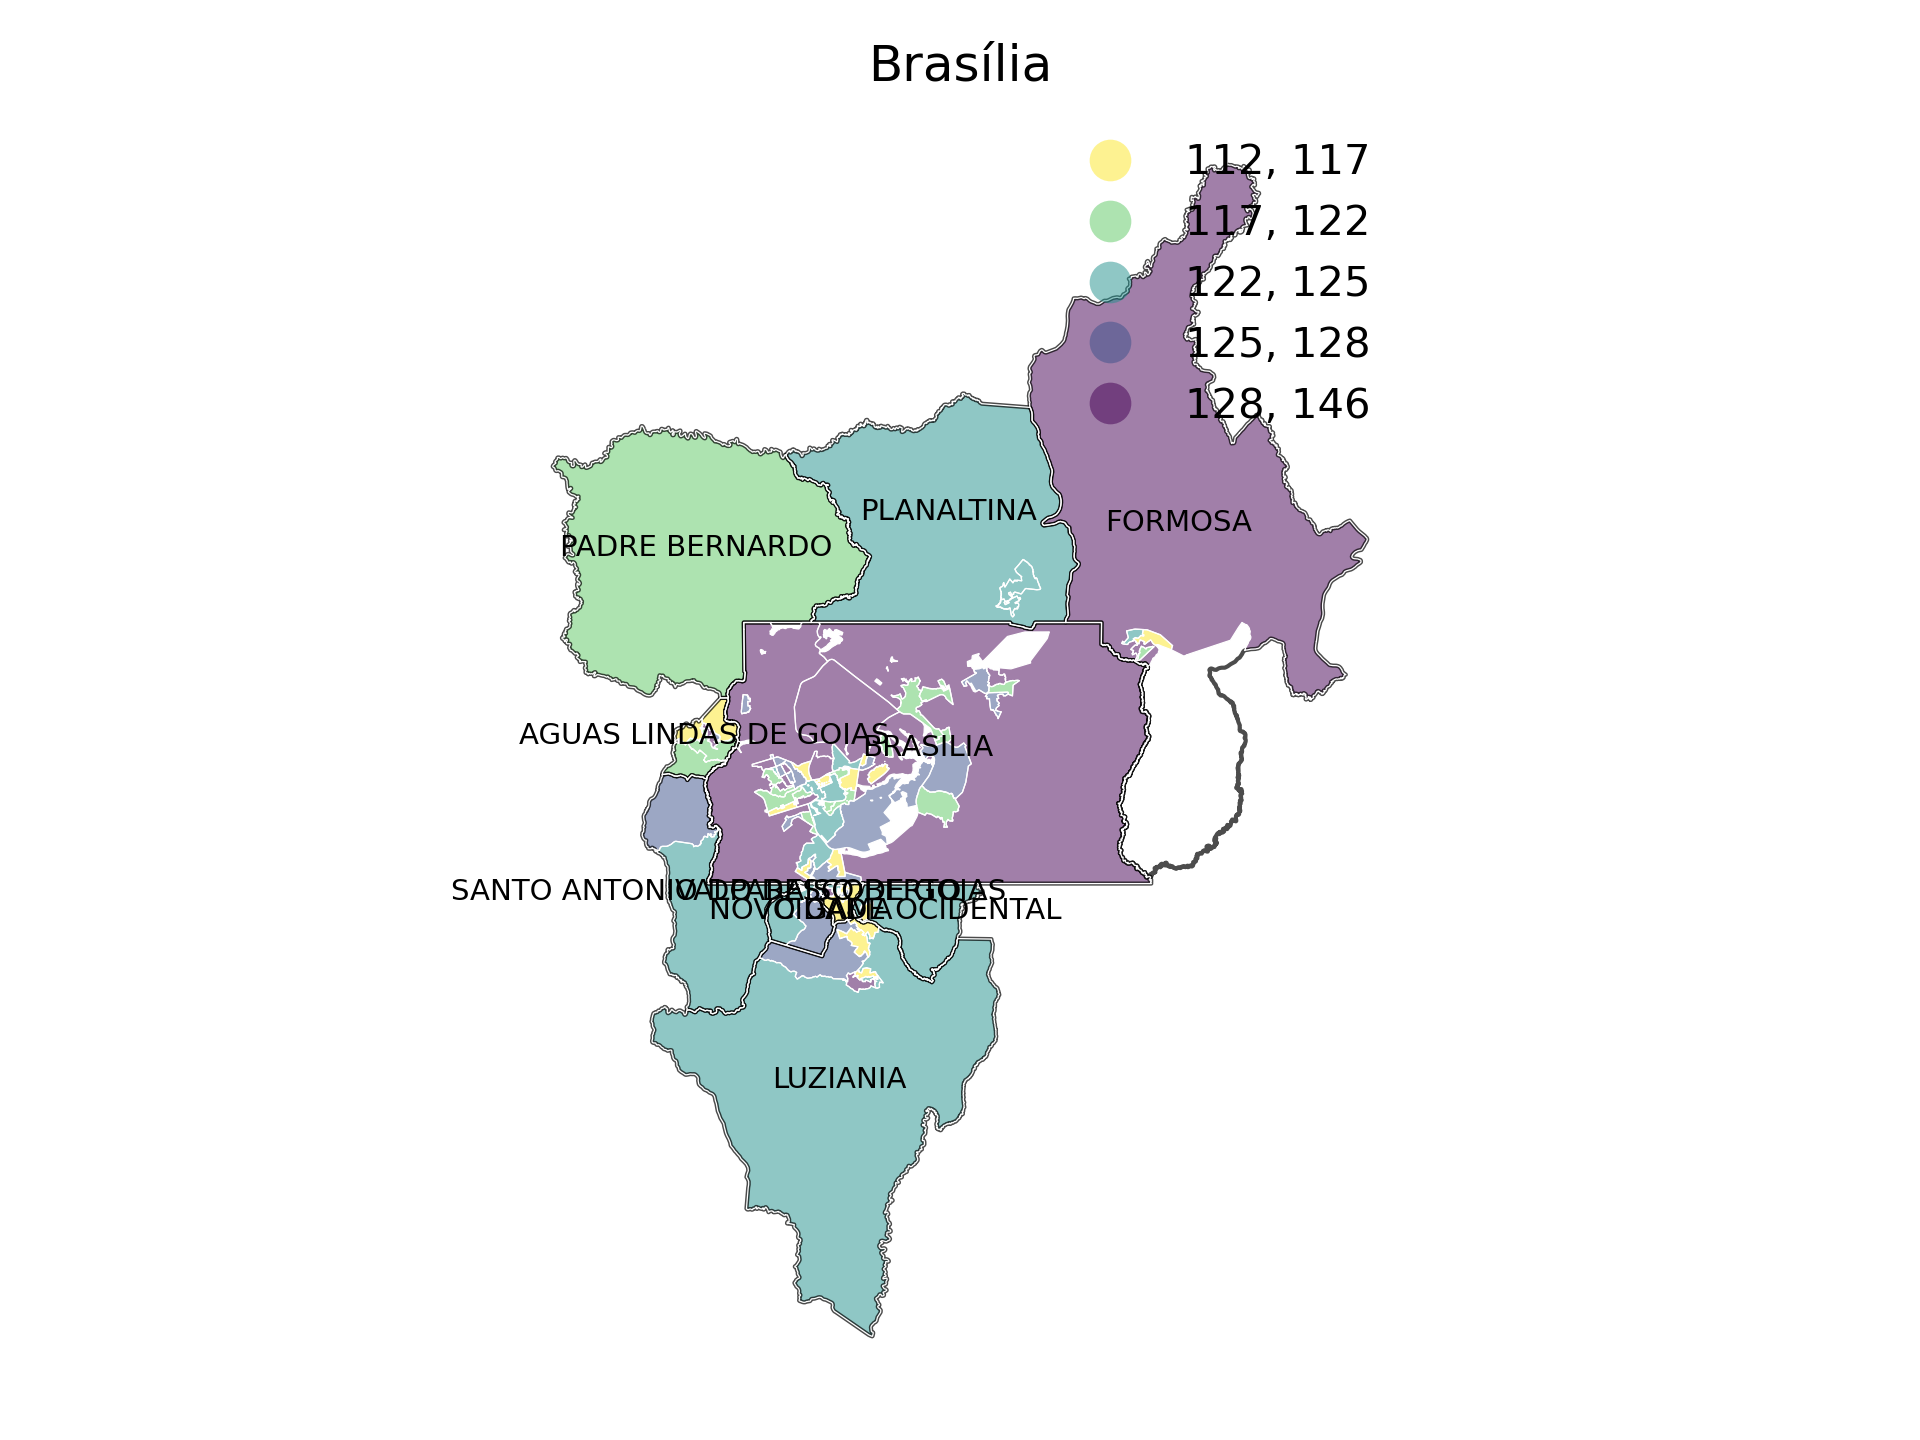 Brasília
112, 117
117, 122
122, 125
125, 128
128, 146
PLANALTINA
FORMOSA
PADRE BERNARDO
AGUAS LINDAS DE GOIAS
BRASILIA
SANTO ANTONIO DO DESCOBERTO
VALPARAISO DE GOIAS
NOVO GAMA
CIDADE OCIDENTAL
LUZIANIA